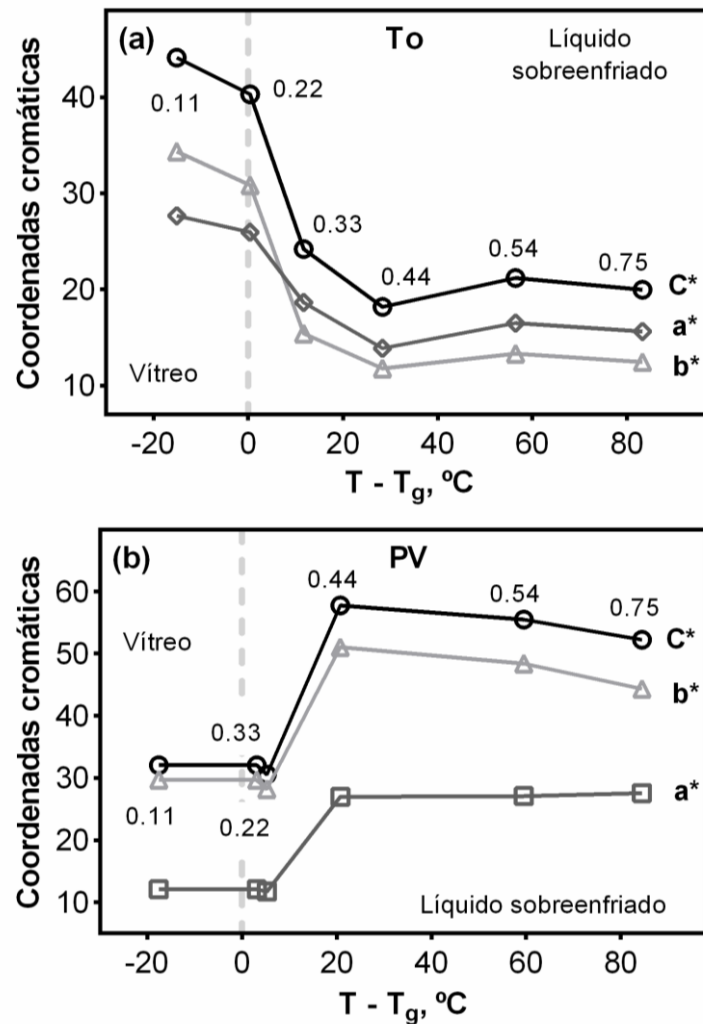 (a)
To
Líquido
sobreenfriado
Coordenadas cromáticas
40
30
20
10
0.11
0.22
0.33
0.44
0.54
0.75
C*
a*
b*
Vítreo
-20 0 20 40 60 80
T - Tg, ºC
(b)
PV
Coordenadas cromáticas
60
50
40
30
20
10
Vítreo
0.44
0.54
0.75
C*
b*
0.33
0.11
0.22
a*
Líquido sobreenfriado
-20 0 20 40 60 80
T - Tg, ºC